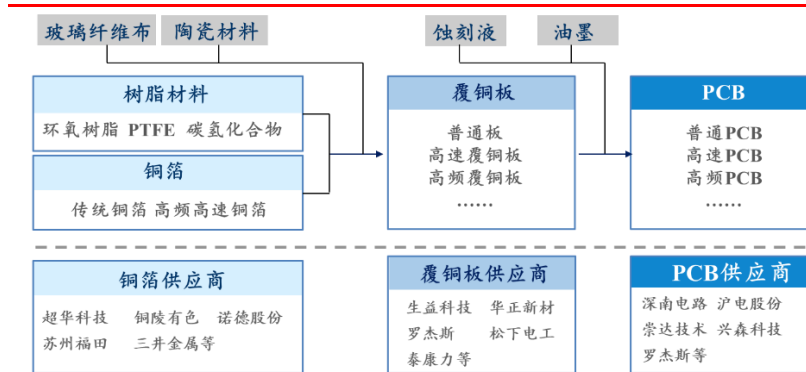 玻璃纤维布 陶瓷材料 蚀刻液 油墨
树脂材料
环氧树脂 PTFE 碳氢化合物
铜箔
传统铜箔 高频高速铜箔
覆铜板
普通板
高速覆铜板
高频覆铜板
……
PCB
普通PCB
高速PCB
高频PCB
……
铜箔供应商
超华科技 铜陵有色 诺德股份
苏州福田 三井金属等
覆铜板供应商
生益科技 华正新材
罗杰斯 松下电工
泰康力等
PCB供应商
深南电路 沪电股份
崇达技术 兴森科技
罗杰斯等